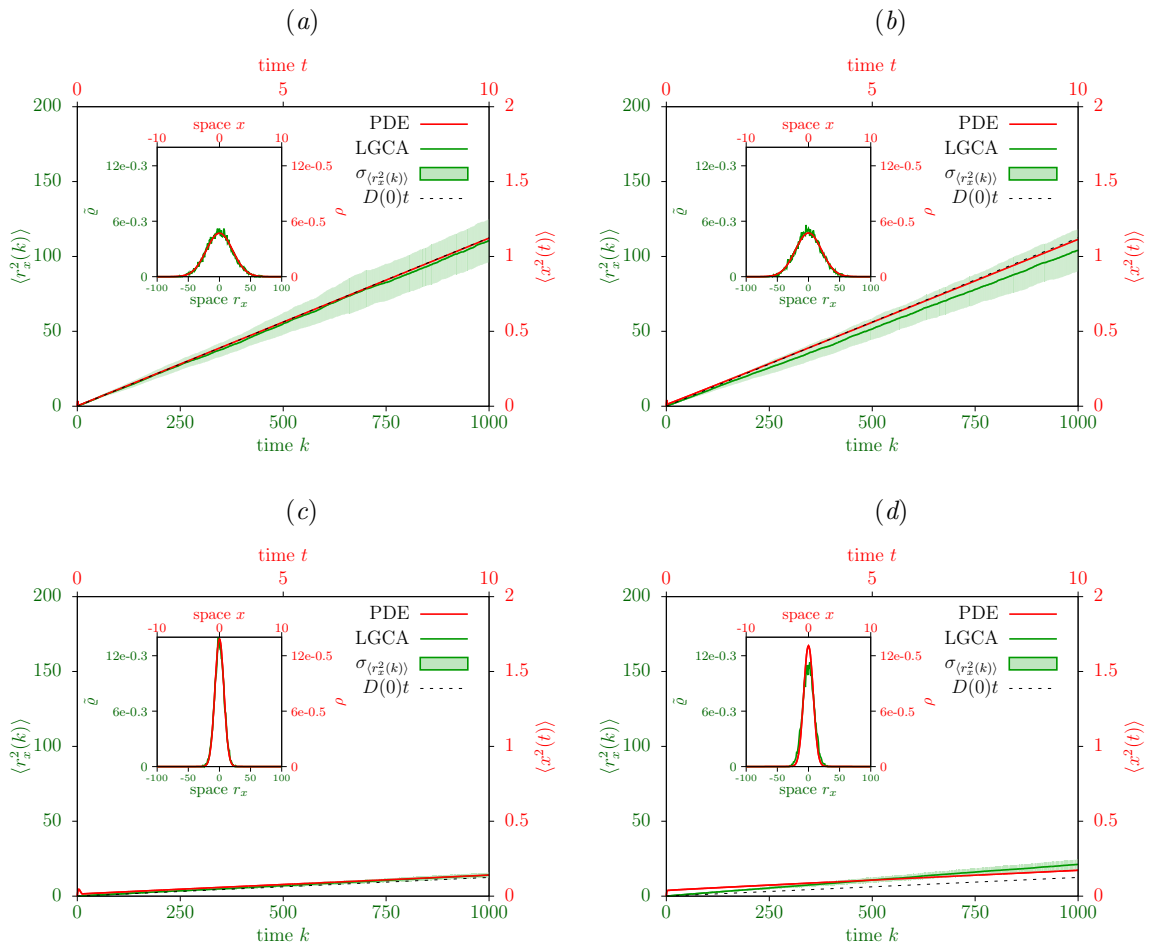 (a)
time t
0 5 10
200 2
150 1.5
100 1
50 0.5
0 0
⟨r_x^2(k)⟩
⟨x^2(t)⟩
0 250 500 750 1000
time k
PDE
LGCA
σ_⟨r_x^2(k)⟩
D(0)t
space x
-10 0 10
12e-0.3 12e-0.5
6e-0.3 6e-0.5
0 0
ϱ̃
ρ
-100 -50 0 50 100
space r_x
(b)
time t
0 5 10
200 2
150 1.5
100 1
50 0.5
0 0
⟨r_x^2(k)⟩
⟨x^2(t)⟩
0 250 500 750 1000
time k
PDE
LGCA
σ_⟨r_x^2(k)⟩
D(0)t
space x
-10 0 10
12e-0.3 12e-0.5
6e-0.3 6e-0.5
0 0
ϱ̃
ρ
-100 -50 0 50 100
space r_x
(c)
time t
0 5 10
200 2
150 1.5
100 1
50 0.5
0 0
⟨r_x^2(k)⟩
⟨x^2(t)⟩
0 250 500 750 1000
time k
PDE
LGCA
σ_⟨r_x^2(k)⟩
D(0)t
space x
-10 0 10
12e-0.3 12e-0.5
6e-0.3 6e-0.5
0 0
ϱ̃
ρ
-100 -50 0 50 100
space r_x
(d)
time t
0 5 10
200 2
150 1.5
100 1
50 0.5
0 0
⟨r_x^2(k)⟩
⟨x^2(t)⟩
0 250 500 750 1000
time k
PDE
LGCA
σ_⟨r_x^2(k)⟩
D(0)t
space x
-10 0 10
12e-0.3 12e-0.5
6e-0.3 6e-0.5
0 0
ϱ̃
ρ
-100 -50 0 50 100
space r_x